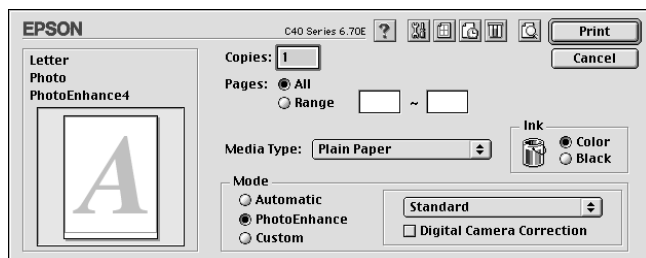 EPSON
C40 Series 6.70E
?
Print
Cancel
Letter
Photo
PhotoEnhance4
A
Copies: 1
Pages: All
Range ~
Media Type: Plain Paper
Ink
Color
Black
Mode
Automatic
PhotoEnhance
Custom
Standard
Digital Camera Correction